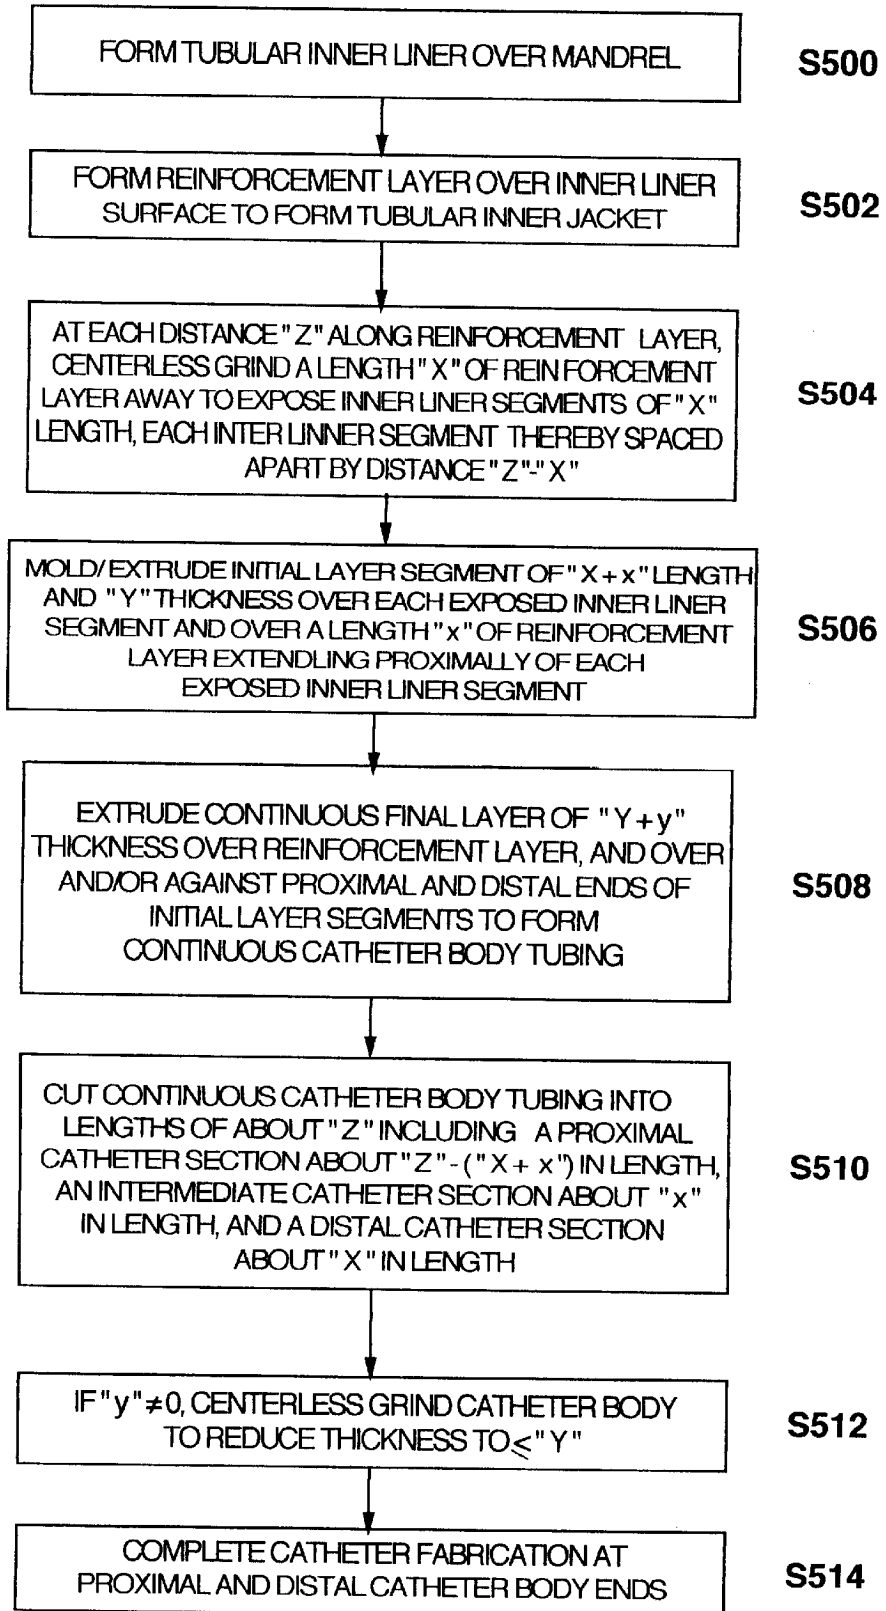 FORM TUBULAR INNER LINER OVER MANDREL
S500
FORM REINFORCEMENT LAYER OVER INNER LINER
SURFACE TO FORM TUBULAR INNER JACKET
S502
AT EACH DISTANCE "Z" ALONG REINFORCEMENT LAYER,
CENTERLESS GRIND A LENGTH "X" OF REIN FORCEMENT
LAYER AWAY TO EXPOSE INNER LINER SEGMENTS OF "X"
LENGTH, EACH INTER LINNER SEGMENT THEREBY SPACED
APART BY DISTANCE "Z"-"X"
S504
MOLD/EXTRUDE INITIAL LAYER SEGMENT OF "X+x" LENGTH
AND "Y" THICKNESS OVER EACH EXPOSED INNER LINER
SEGMENT AND OVER A LENGTH "x" OF REINFORCEMENT
LAYER EXTENDLING PROXIMALLY OF EACH
EXPOSED INNER LINER SEGMENT
S506
EXTRUDE CONTINUOUS FINAL LAYER OF "Y+y"
THICKNESS OVER REINFORCEMENT LAYER, AND OVER
AND/OR AGAINST PROXIMAL AND DISTAL ENDS OF
INITIAL LAYER SEGMENTS TO FORM
CONTINUOUS CATHETER BODY TUBING
S508
CUT CONTINUOUS CATHETER BODY TUBING INTO
LENGTHS OF ABOUT "Z" INCLUDING A PROXIMAL
CATHETER SECTION ABOUT "Z"-("X+x") IN LENGTH,
AN INTERMEDIATE CATHETER SECTION ABOUT "x"
IN LENGTH, AND A DISTAL CATHETER SECTION
ABOUT "X" IN LENGTH
S510
IF "y"≠0, CENTERLESS GRIND CATHETER BODY
TO REDUCE THICKNESS TO ≤ "Y"
S512
COMPLETE CATHETER FABRICATION AT
PROXIMAL AND DISTAL CATHETER BODY ENDS
S514